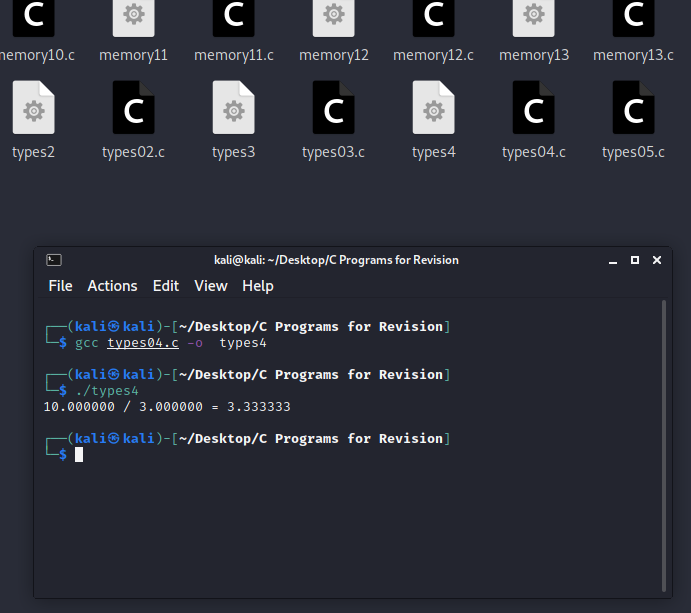 memory10.c memory11 memory11.c memory12 memory12.c memory13 memory13.c
types2 types02.c types3 types03.c types4 types04.c types05.c
kali@kali: ~/Desktop/C Programs for Revision
File Actions Edit View Help
┌──(kali㉿kali)-[~/Desktop/C Programs for Revision]
└─$ gcc types04.c -o  types4
┌──(kali㉿kali)-[~/Desktop/C Programs for Revision]
└─$ ./types4
10.000000 / 3.000000 = 3.333333
┌──(kali㉿kali)-[~/Desktop/C Programs for Revision]
└─$